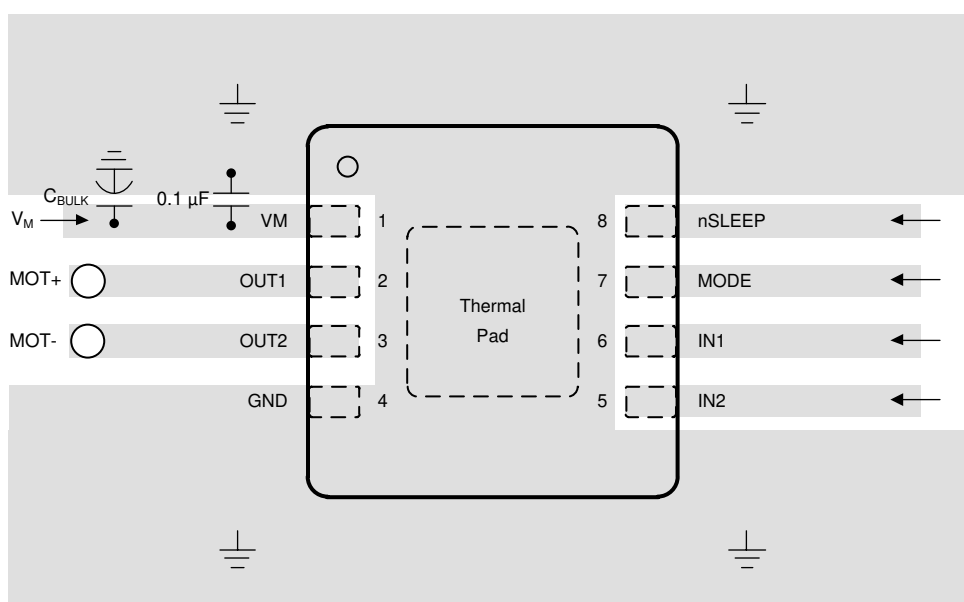 C_BULK 0.1 µF
V_M VM 1 8 nSLEEP
MOT+ OUT1 2 7 MODE
Thermal
Pad
MOT- OUT2 3 6 IN1
GND 4 5 IN2